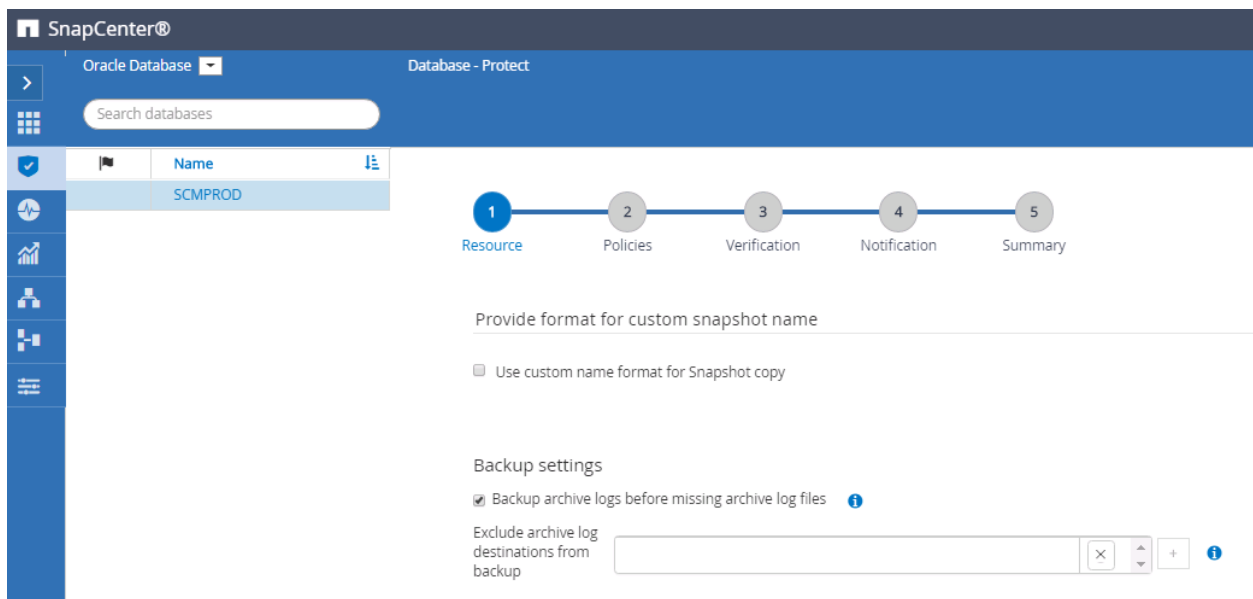 SnapCenter®
Oracle Database
Database - Protect
Search databases
Name
SCMPROD
1
2
3
4
5
Resource
Policies
Verification
Notification
Summary
Provide format for custom snapshot name
Use custom name format for Snapshot copy
Backup settings
Backup archive logs before missing archive log files
Exclude archive log
destinations from
backup